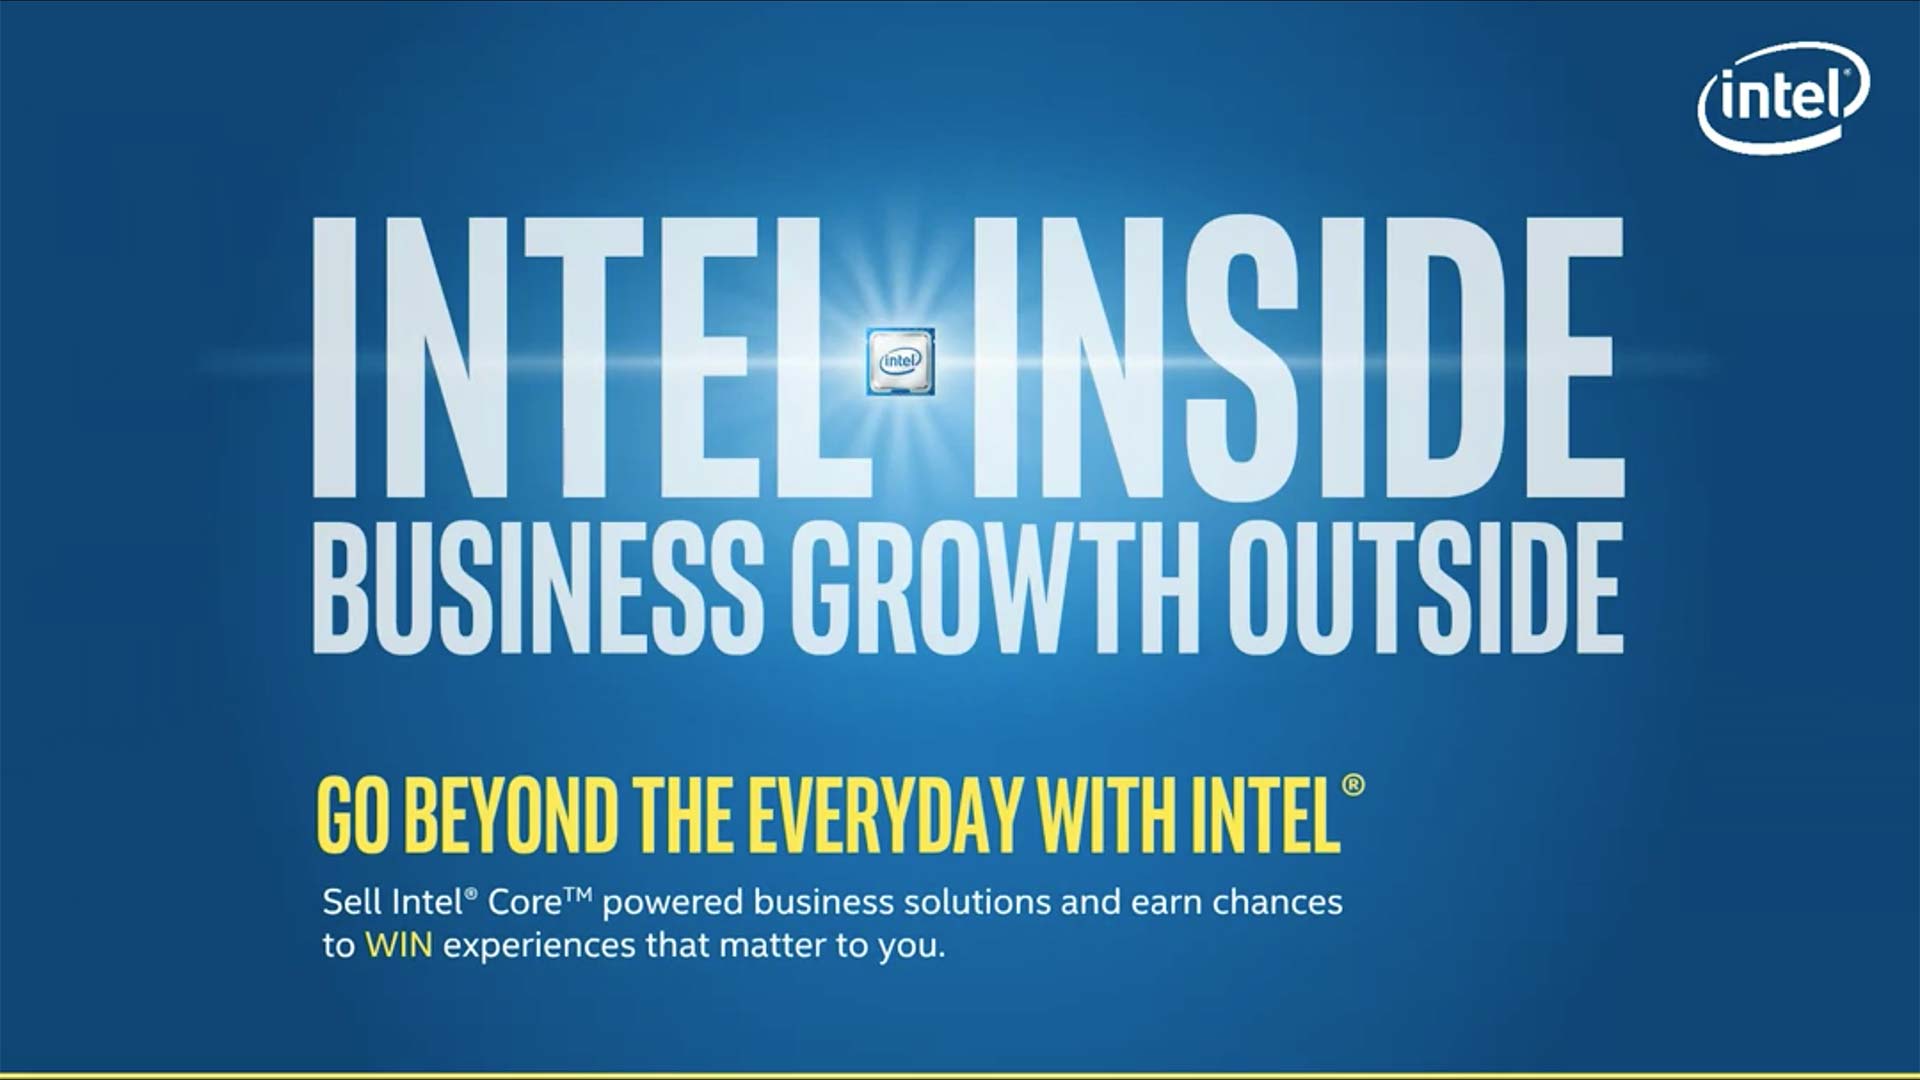 intel®
INTEL INSIDE
intel
BUSINESS GROWTH OUTSIDE
GO BEYOND THE EVERYDAY WITH INTEL®
Sell Intel® Core™ powered business solutions and earn chances
to WIN experiences that matter to you.